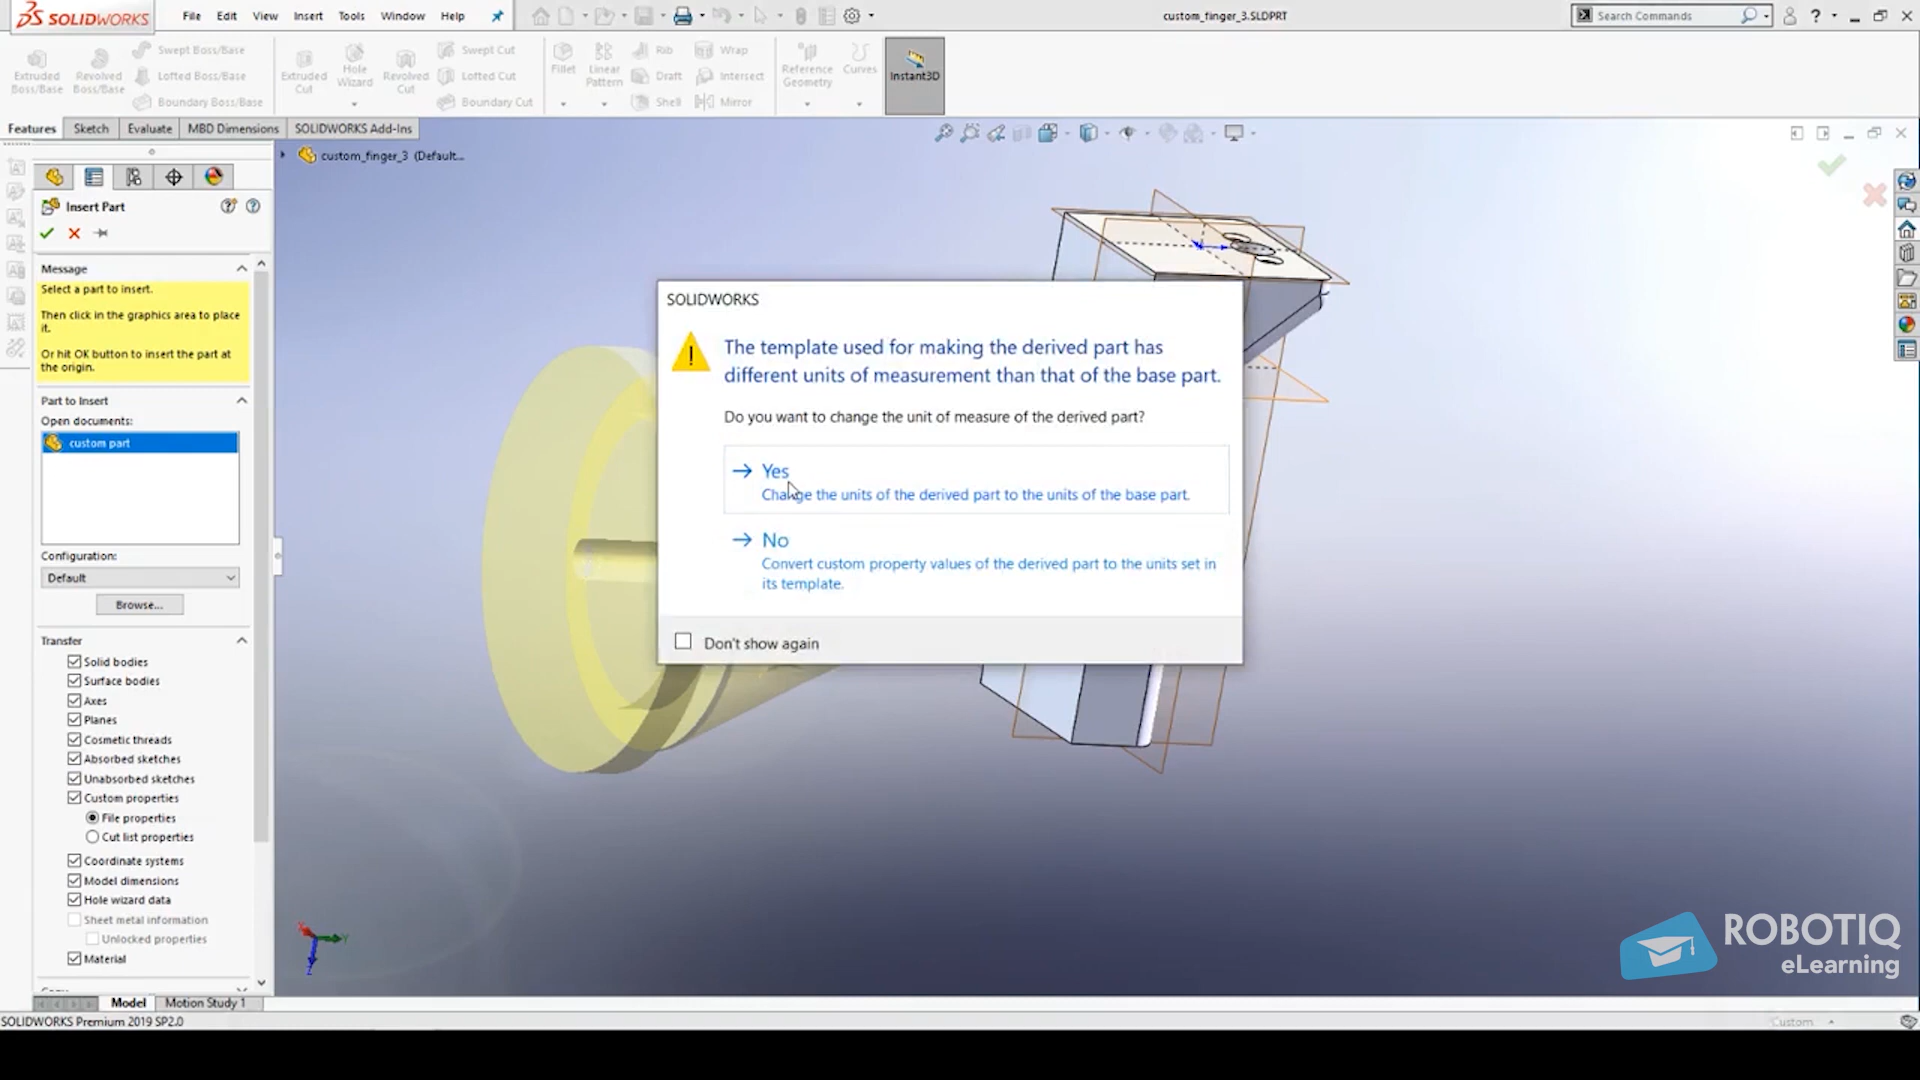 SOLIDWORKS
File
Edit
View
Insert
Tools
Window
Help
custom_finger_3.SLDPRT
Search Commands
?
Extruded Boss/Base
Revolved Boss/Base
Swept Boss/Base
Lofted Boss/Base
Boundary Boss/Base
Extruded Cut
Hole Wizard
Revolved Cut
Swept Cut
Lofted Cut
Boundary Cut
Fillet
Linear Pattern
Rib
Draft
Shell
Wrap
Intersect
Mirror
Reference Geometry
Curves
Instant3D
Features
Sketch
Evaluate
MBD Dimensions
SOLIDWORKS Add-Ins
custom_finger_3 (Default...
Insert Part
Message
Select a part to insert.
Then click in the graphics area to place
it.
Or hit OK button to insert the part at
the origin.
Part to Insert
Open documents:
custom part
Configuration:
Default
Browse...
Transfer
Solid bodies
Surface bodies
Axes
Planes
Cosmetic threads
Absorbed sketches
Unabsorbed sketches
Custom properties
File properties
Cut list properties
Coordinate systems
Model dimensions
Hole wizard data
Sheet metal information
Unlocked properties
Material
SOLIDWORKS
The template used for making the derived part has
different units of measurement than that of the base part.
Do you want to change the unit of measure of the derived part?
Yes
Change the units of the derived part to the units of the base part.
No
Convert custom property values of the derived part to the units set in
its template.
Don't show again
Y
Z
ROBOTIQ
eLearning
Model
Motion Study 1
SOLIDWORKS Premium 2019 SP2.0
Custom